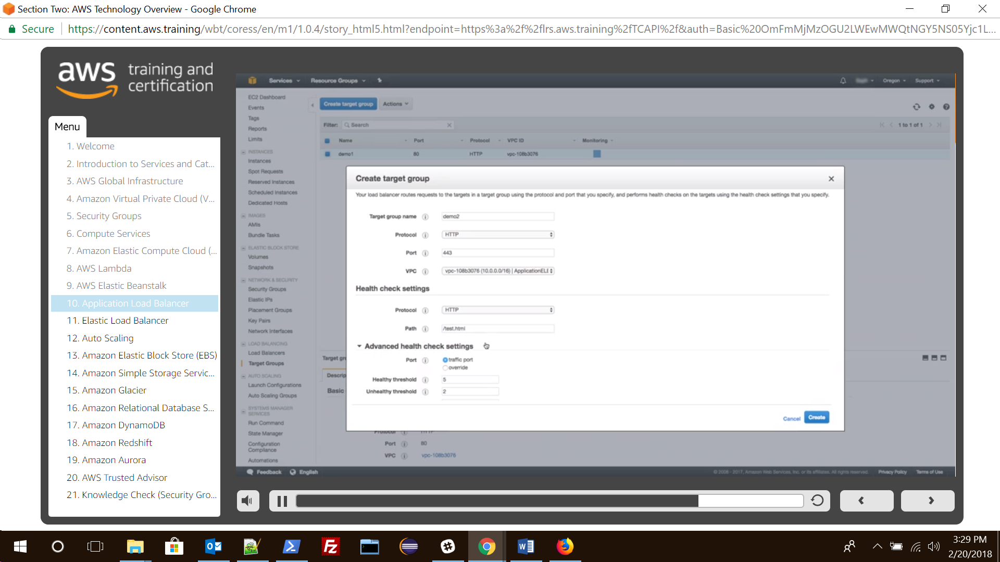 Section Two: AWS Technology Overview - Google Chrome
Secure
https://content.aws.training/wbt/coress/en/m1/1.0.4/story_html5.html?endpoint=https%3a%2f%2flrs.aws.training%2fTCAPI%2f&auth=Basic%20OmFmMjMzOGU2LWEwMWQtNGY5NS05Yjc1L...
aws training and certification
Menu
1. Welcome
2. Introduction to Services and Cat...
3. AWS Global Infrastructure
4. Amazon Virtual Private Cloud (V...
5. Security Groups
6. Compute Services
7. Amazon Elastic Compute Cloud (...
8. AWS Lambda
9. AWS Elastic Beanstalk
10. Application Load Balancer
11. Elastic Load Balancer
12. Auto Scaling
13. Amazon Elastic Block Store (EBS)
14. Amazon Simple Storage Servic...
15. Amazon Glacier
16. Amazon Relational Database S...
17. Amazon DynamoDB
18. Amazon Redshift
19. Amazon Aurora
20. AWS Trusted Advisor
21. Knowledge Check (Security Gro...
Services
Resource Groups
Oregon
Support
EC2 Dashboard
Events
Tags
Reports
Limits
INSTANCES
Instances
Spot Requests
Reserved Instances
Scheduled Instances
Dedicated Hosts
IMAGES
AMIs
Bundle Tasks
ELASTIC BLOCK STORE
Volumes
Snapshots
NETWORK & SECURITY
Security Groups
Elastic IPs
Placement Groups
Key Pairs
Network Interfaces
LOAD BALANCING
Load Balancers
Target Groups
AUTO SCALING
Launch Configurations
Auto Scaling Groups
SYSTEMS MANAGER
SERVICES
Run Command
State Manager
Configuration
Compliance
Automations
Create target group
Actions
Filter:
Search
1 to 1 of 1
Name
Port
Protocol
VPC ID
Monitoring
demo1
80
HTTP
vpc-108b3076
Create target group
Your load balancer routes requests to the targets in a target group using the protocol and port that you specify, and performs health checks on the targets using the health check settings that you specify.
Target group name
demo2
Protocol
HTTP
Port
443
VPC
vpc-108b3076 (10.0.0.0/16) | ApplicationELB
Health check settings
Protocol
HTTP
Path
/test.html
Advanced health check settings
Port
traffic port
override
Healthy threshold
5
Unhealthy threshold
2
Cancel
Create
Target gr
Descrip
Basic
Protocol
HTTP
Port
80
VPC
vpc-108b3076
Feedback
English
© 2008 - 2017, Amazon Web Services, Inc. or its affiliates. All rights reserved.
Privacy Policy
Terms of Use
3:29 PM
2/20/2018